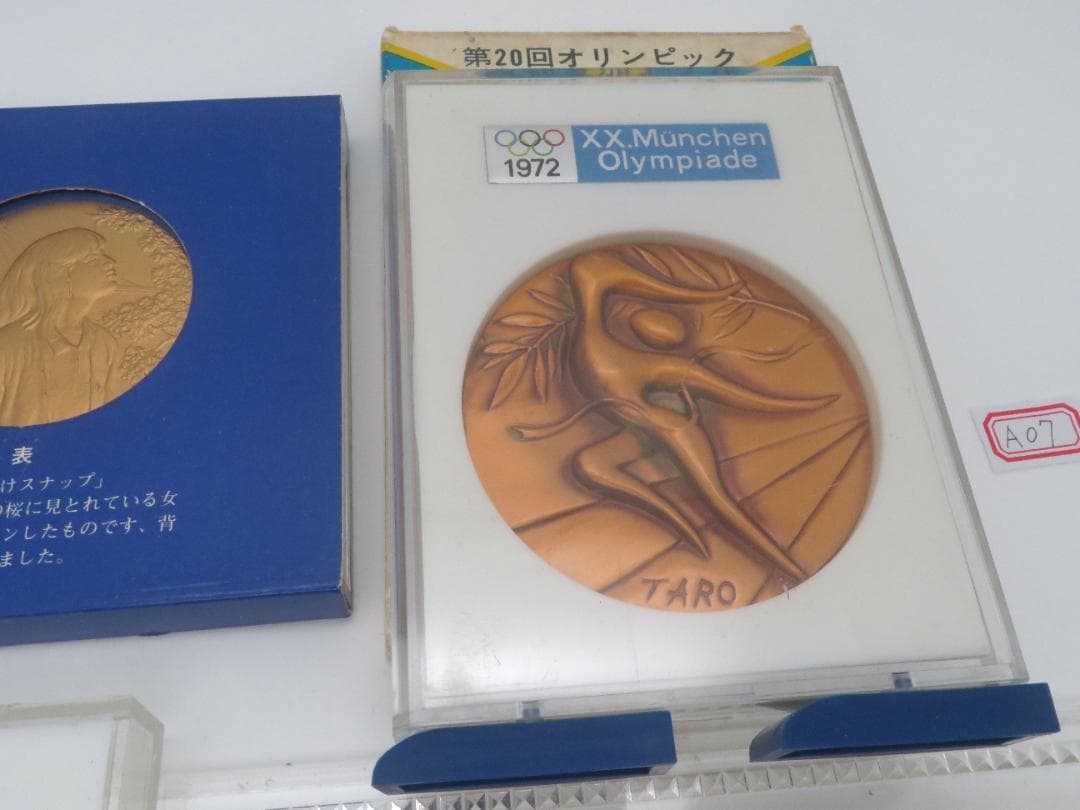 第20回オリンピック
XX.München
Olympiade
1972
TARO
A07
表
けスナップ」
の桜に見とれている女
ンしたものです、背
ました。